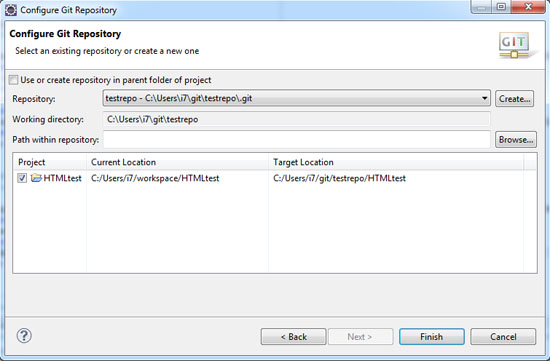 Configure Git Repository
Configure Git Repository
Select an existing repository or create a new one
GIT
Use or create repository in parent folder of project
Repository: testrepo - C:\Users\i7\git\testrepo\.git Create...
Working directory: C:\Users\i7\git\testrepo
Path within repository: Browse...
Project Current Location Target Location
HTMLtest C:/Users/i7/workspace/HTMLtest C:/Users/i7/git/testrepo/HTMLtest
? < Back Next > Finish Cancel